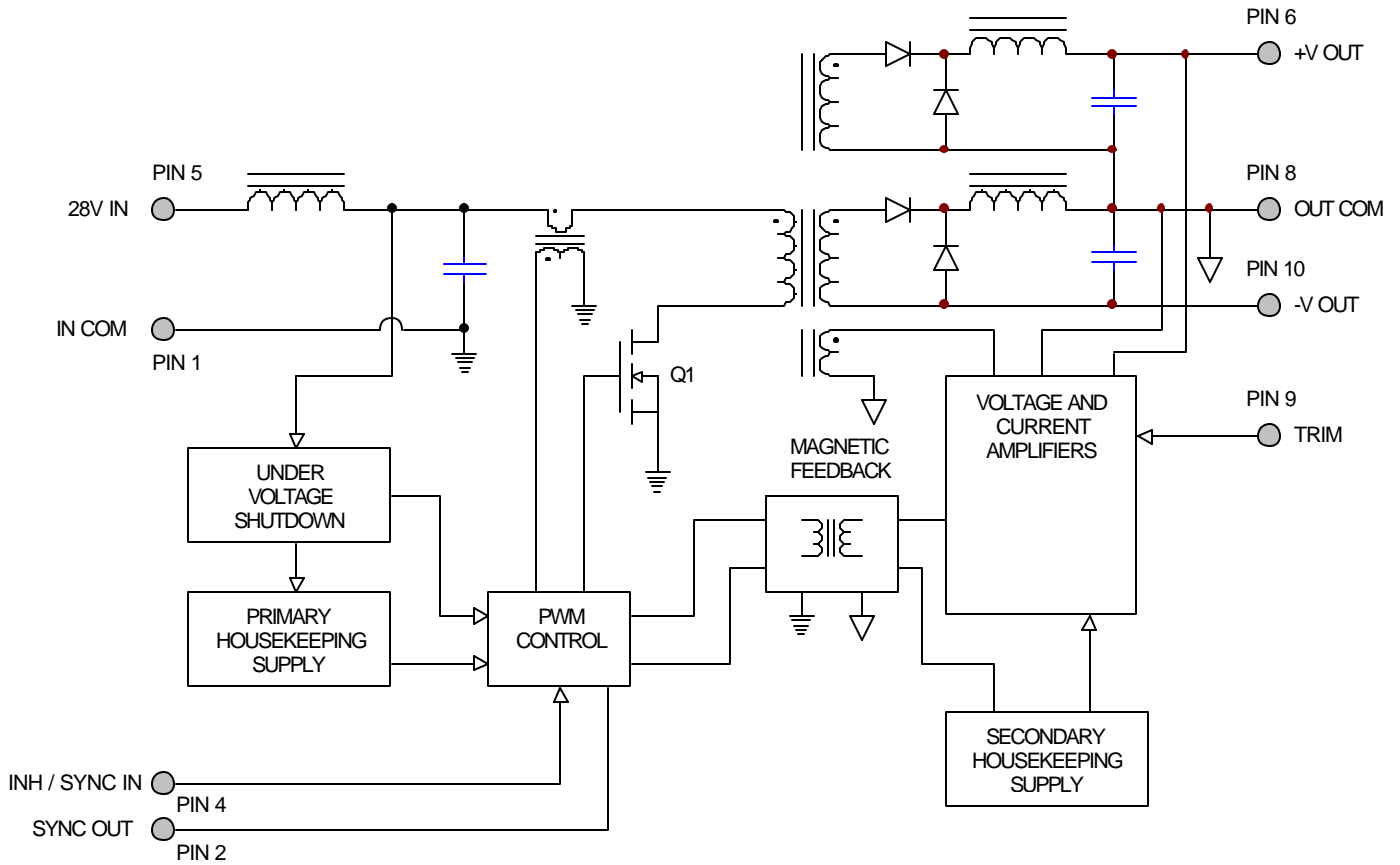 PIN 6
+V OUT
PIN 5
28V IN
PIN 8
OUT COM
PIN 10
-V OUT
IN COM
PIN 1
Q1
VOLTAGE AND
CURRENT
AMPLIFIERS
PIN 9
TRIM
MAGNETIC
FEEDBACK
UNDER
VOLTAGE
SHUTDOWN
PRIMARY
HOUSEKEEPING
SUPPLY
PWM
CONTROL
SECONDARY
HOUSEKEEPING
SUPPLY
INH / SYNC IN
PIN 4
SYNC OUT
PIN 2